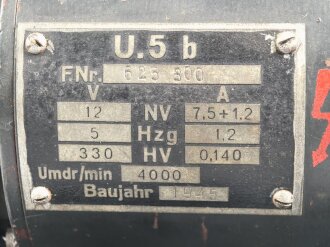 U.5 b
F.Nr. 625 300
V A
12 NV 7.5+1.2
5 Hzg 1.2
330 HV 0,140
Umdr/min 4000
Baujahr 1945